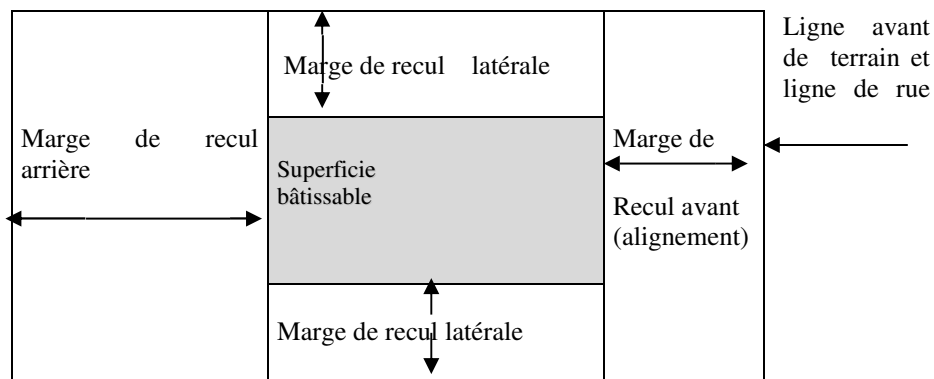 Ligne avant
de terrain et
ligne de rue
Marge de recul latérale
Marge de recul
arrière
Superficie
bâtissable
Marge de
Recul avant
(alignement)
Marge de recul latérale